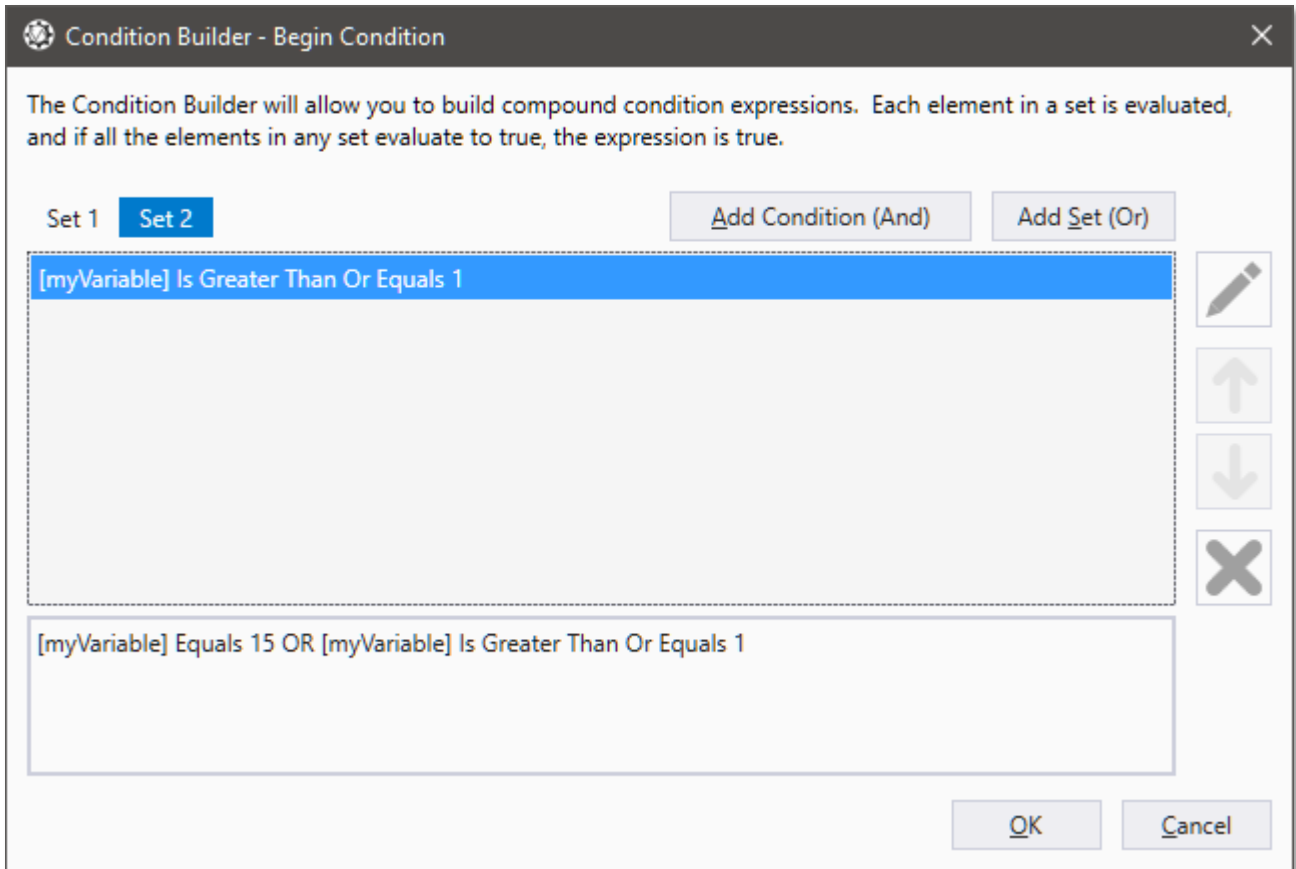 Condition Builder - Begin Condition
The Condition Builder will allow you to build compound condition expressions.  Each element in a set is evaluated,
and if all the elements in any set evaluate to true, the expression is true.
Set 1 Set 2 Add Condition (And) Add Set (Or)
[myVariable] Is Greater Than Or Equals 1
[myVariable] Equals 15 OR [myVariable] Is Greater Than Or Equals 1
OK Cancel